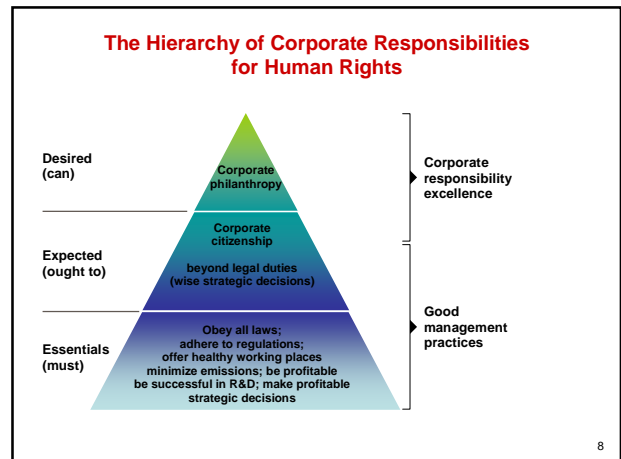 The Hierarchy of Corporate Responsibilities
for Human Rights
Desired
(can)
Corporate
philanthropy
Corporate
responsibility
excellence
Expected
(ought to)
Corporate
citizenship
beyond legal duties
(wise strategic decisions)
Good
management
practices
Essentials
(must)
Obey all laws;
adhere to regulations;
offer healthy working places
minimize emissions; be profitable
be successful in R&D; make profitable
strategic decisions
8